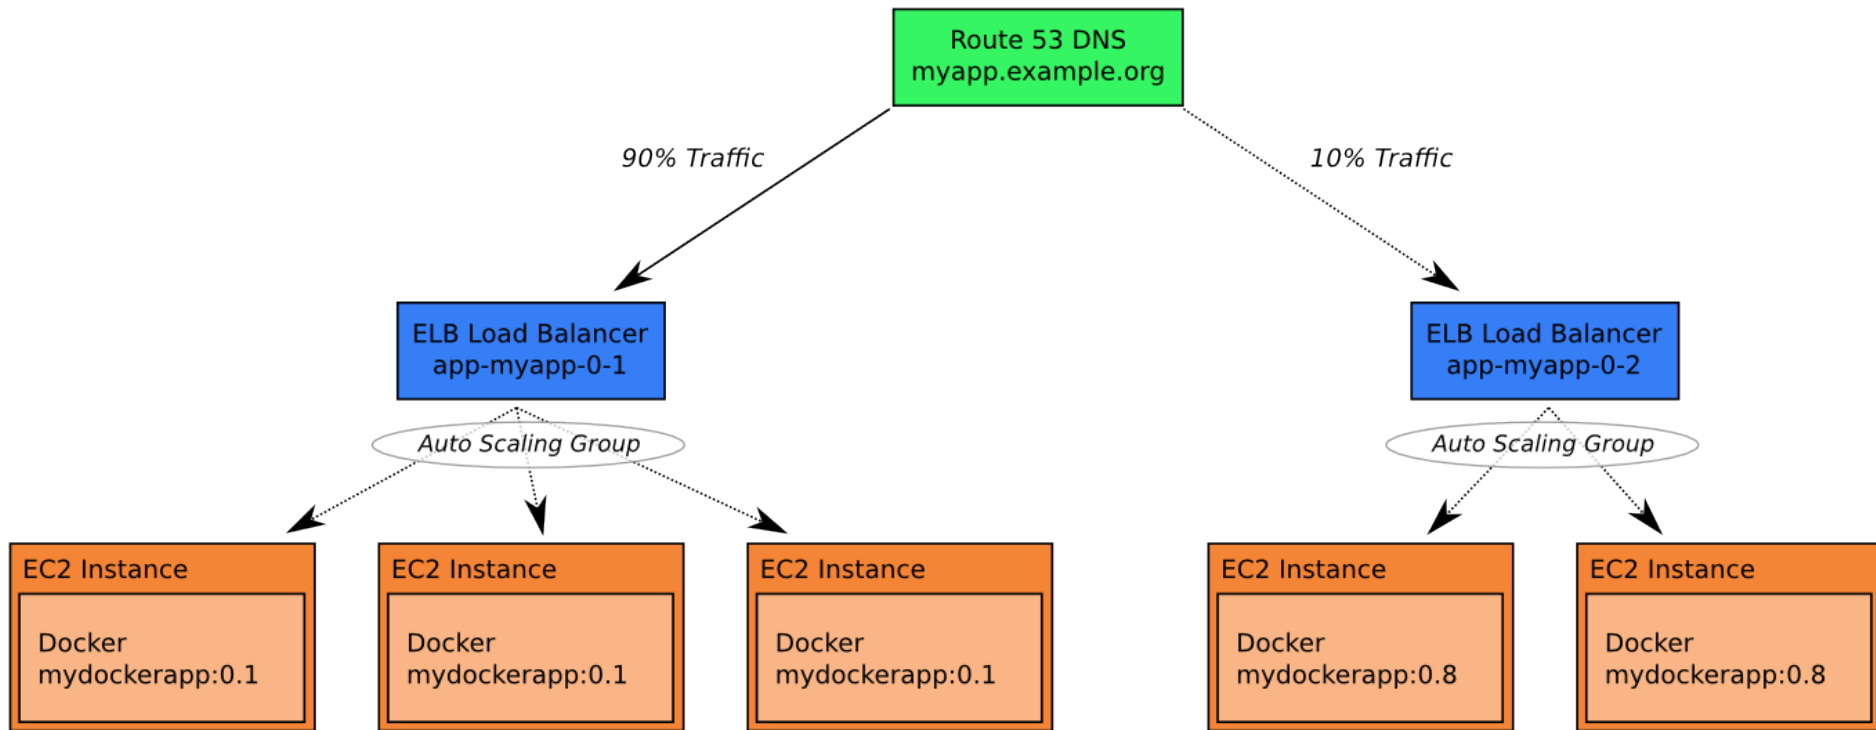 Route 53 DNS
myapp.example.org
90% Traffic
10% Traffic
ELB Load Balancer
app-myapp-0-1
ELB Load Balancer
app-myapp-0-2
Auto Scaling Group
Auto Scaling Group
EC2 Instance
Docker
mydockerapp:0.1
EC2 Instance
Docker
mydockerapp:0.1
EC2 Instance
Docker
mydockerapp:0.1
EC2 Instance
Docker
mydockerapp:0.8
EC2 Instance
Docker
mydockerapp:0.8